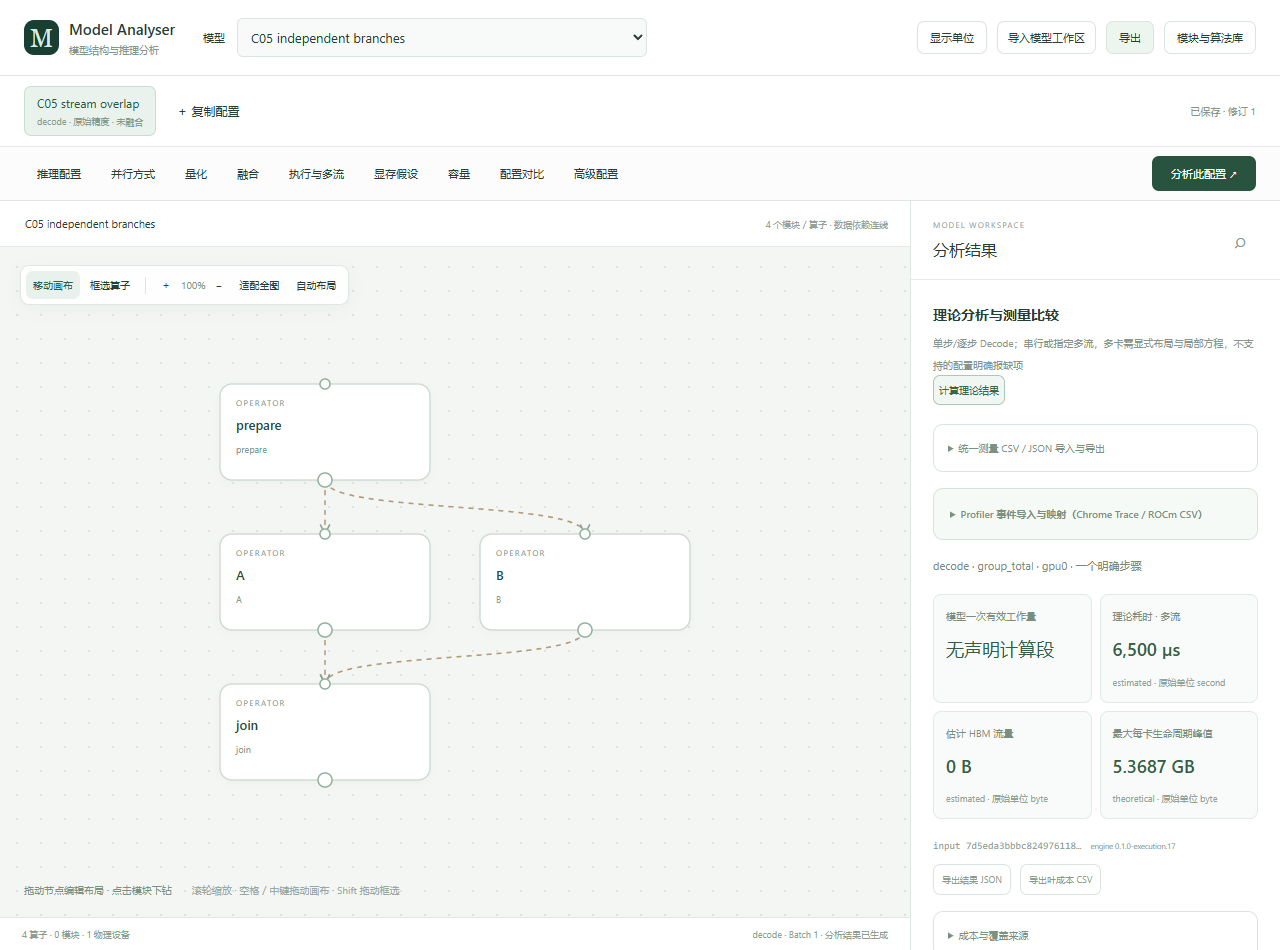 M
Model Analyser
模型结构与推理分析
模型
C05 independent branches
显示单位
导入模型工作区
导出
模块与算法库
C05 stream overlap
decode · 原始精度 · 未融合
+ 复制配置
已保存 · 修订 1
推理配置
并行方式
量化
融合
执行与多流
显存假设
容量
配置对比
高级配置
分析此配置 ↗
C05 independent branches
4 个模块 / 算子 · 数据依赖连线
移动画布
框选算子
+
100%
−
适配全图
自动布局
OPERATOR
prepare
prepare
OPERATOR
A
A
OPERATOR
B
B
OPERATOR
join
join
拖动节点编辑布局 · 点击模块下钻 · 滚轮缩放 · 空格 / 中键拖动画布 · Shift 拖动框选
4 算子 · 0 模块 · 1 物理设备
decode · Batch 1 · 分析结果已生成
MODEL WORKSPACE
分析结果
理论分析与测量比较
单步/逐步 Decode；串行或指定多流，多卡需显式布局与局部方程，不支
持的配置明确报缺项
计算理论结果
▶ 统一测量 CSV / JSON 导入与导出
▶ Profiler 事件导入与映射（Chrome Trace / ROCm CSV）
decode · group_total · gpu0 · 一个明确步骤
模型一次有效工作量
无声明计算段
理论耗时 · 多流
6,500 μs
estimated · 原始单位 second
估计 HBM 流量
0 B
estimated · 原始单位 byte
最大每卡生命周期峰值
5.3687 GB
theoretical · 原始单位 byte
input 7d5eda3bbbc824976118… engine 0.1.0-execution.17
导出结果 JSON
导出叶成本 CSV
▶ 成本与覆盖来源